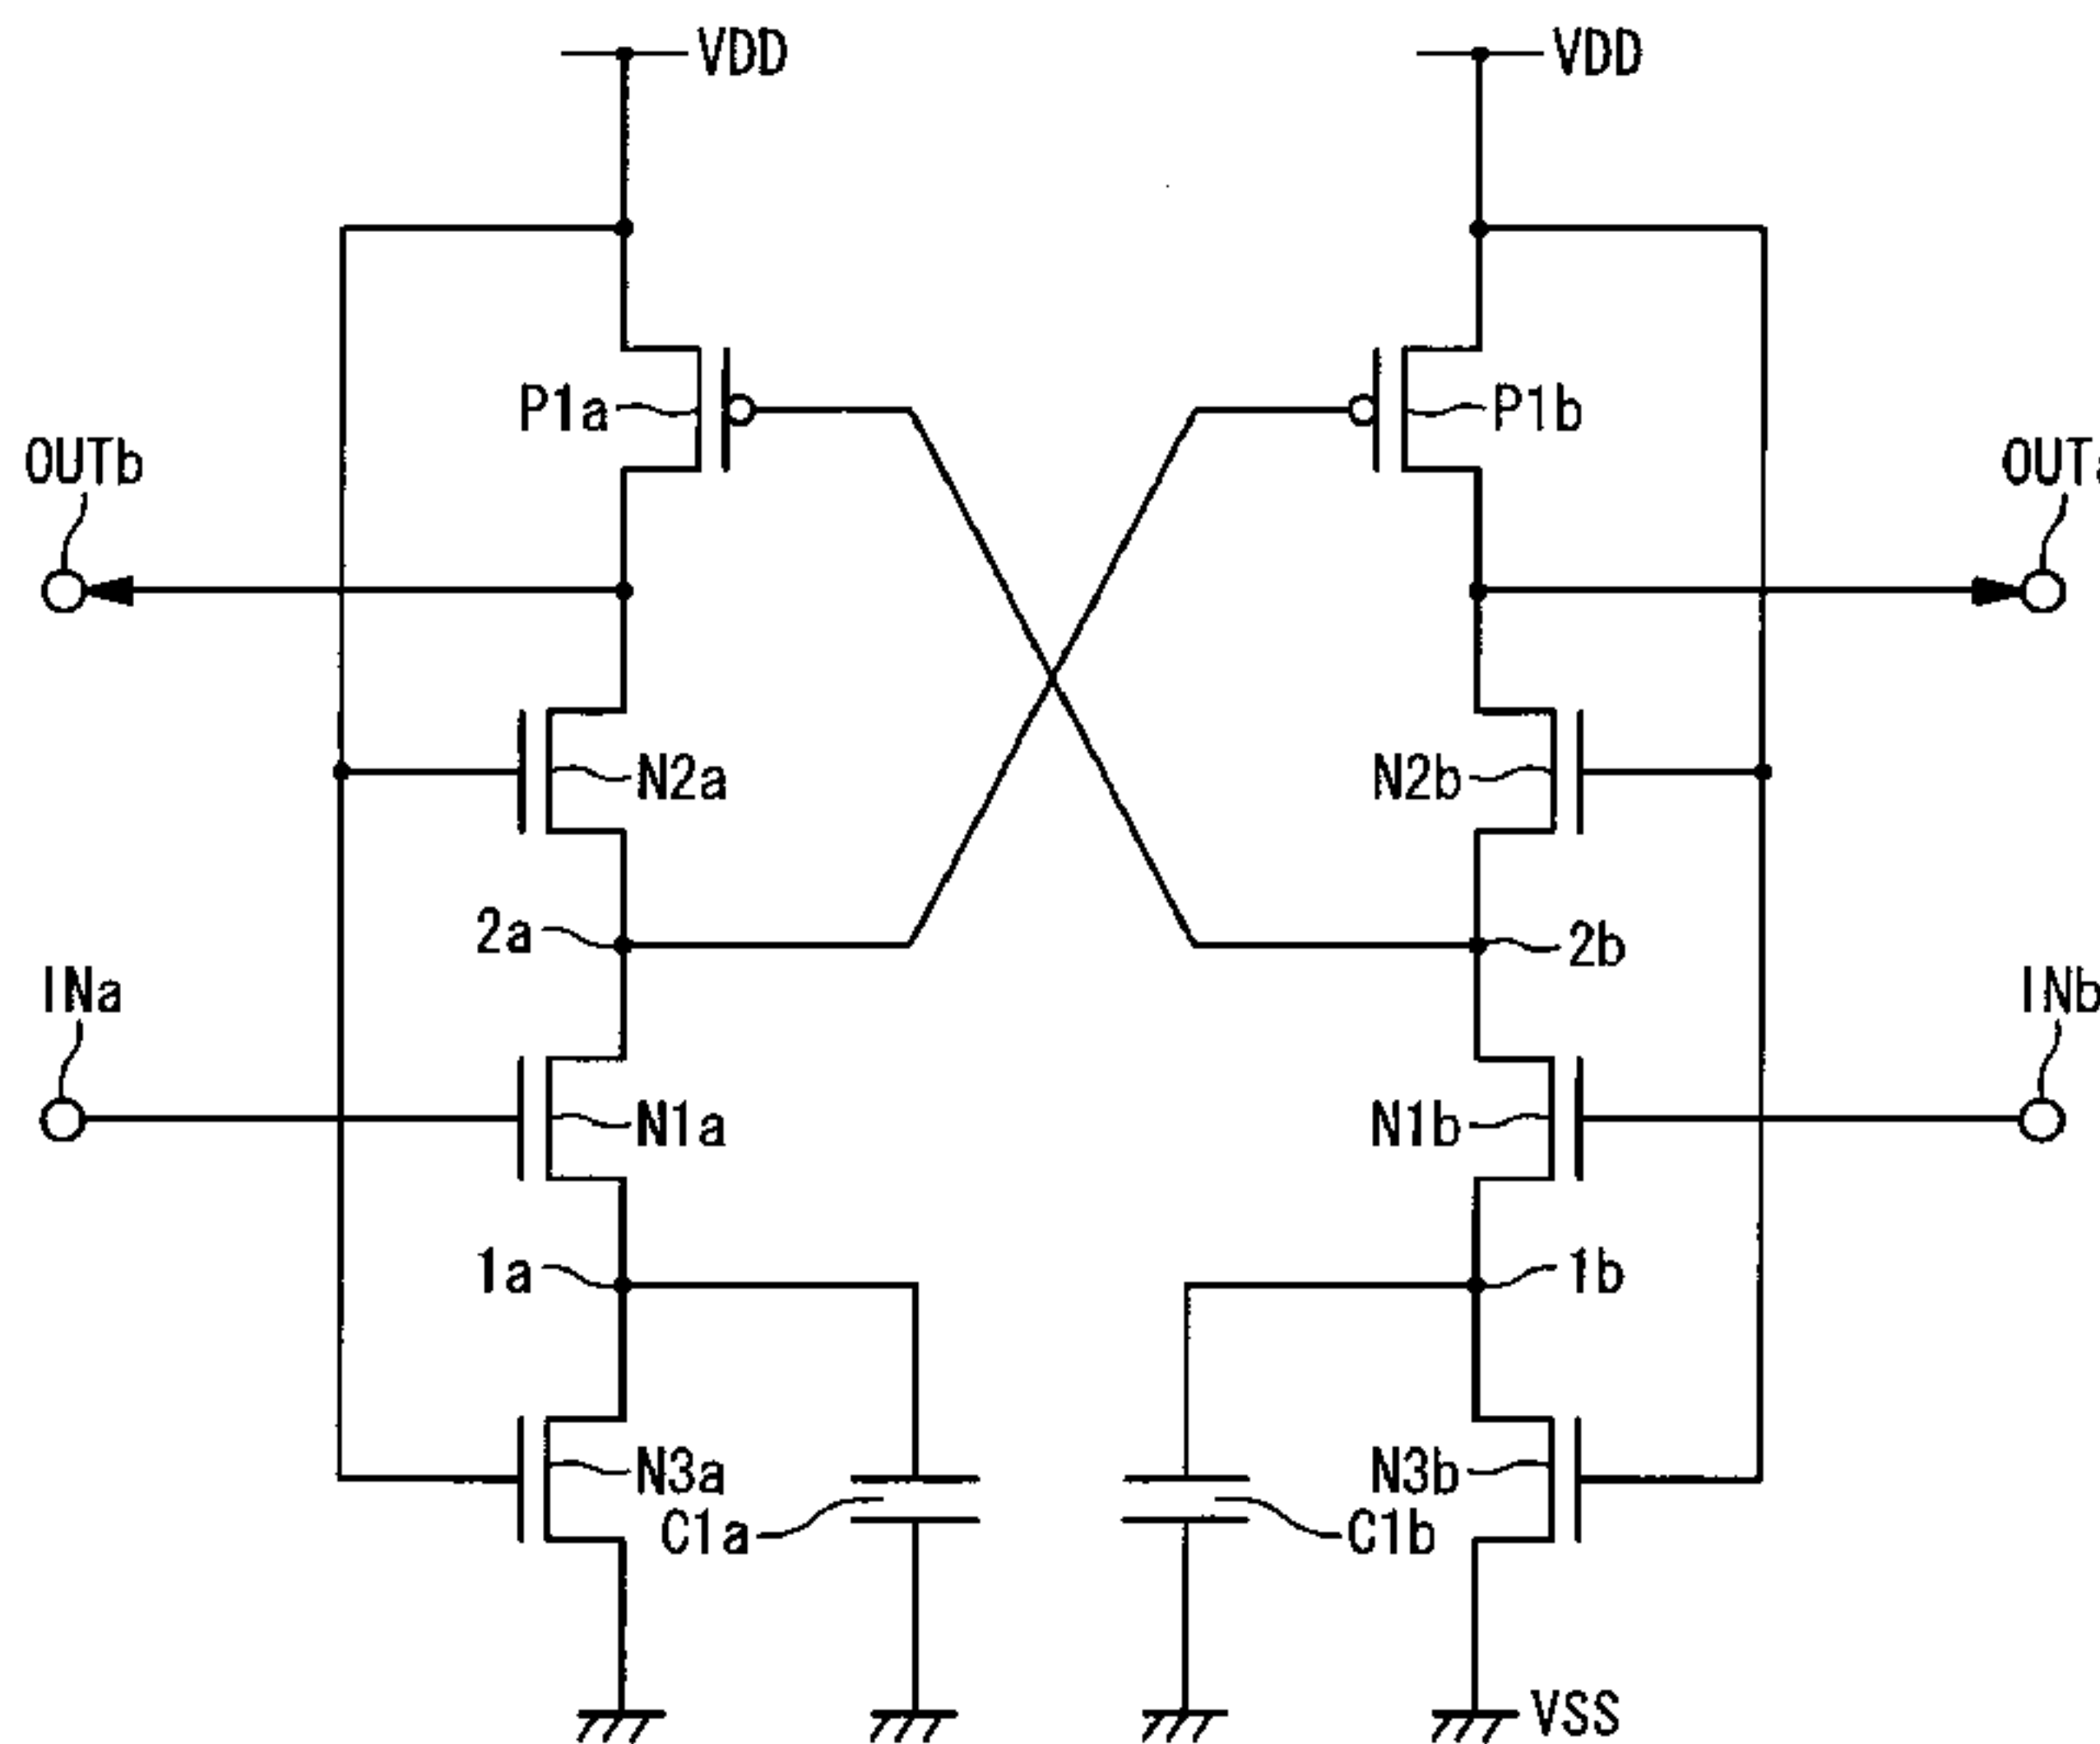 VDD VDD
P1a P1b
OUTb OUTa
N2a N2b
2a 2b
INa INb
N1a N1b
1a 1b
N3a N3b
C1a C1b
VSS